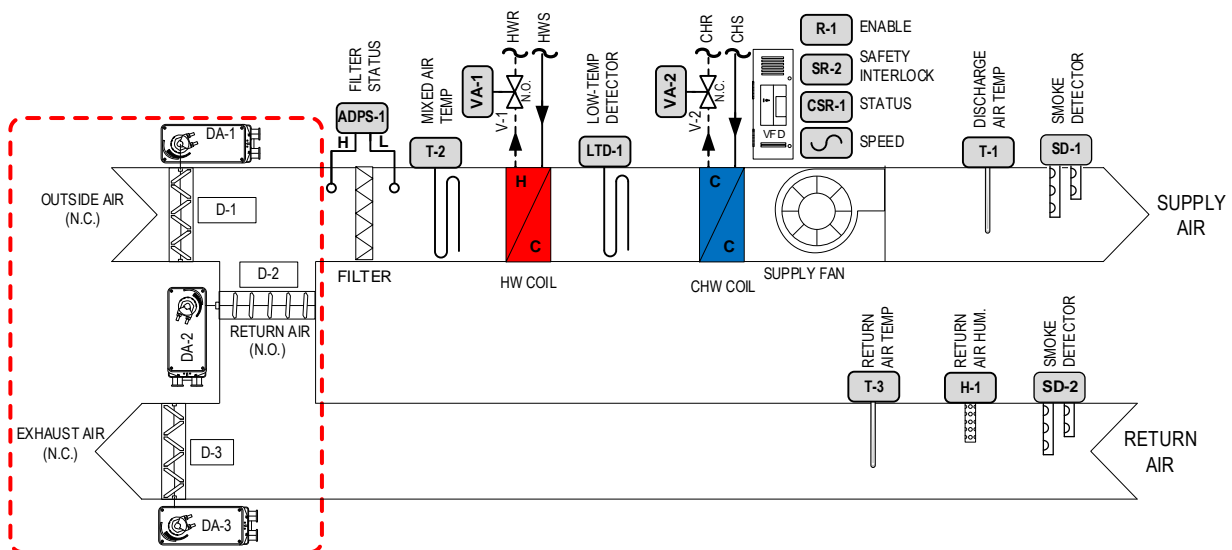 HWR
HWS
CHR
CHS
R-1
ENABLE
FILTER
STATUS
MIXED AIR
TEMP
VA-1
N.O.
V-1
LOW-TEMP
DETECTOR
VA-2
N.C.
V-2
SR-2
SAFETY
INTERLOCK
CSR-1
STATUS
VFD
SPEED
DISCHARGE
AIR TEMP
SMOKE
DETECTOR
ADPS-1
H
L
T-2
LTD-1
T-1
SD-1
DA-1
OUTSIDE AIR
(N.C.)
D-1
H
C
C
C
SUPPLY
AIR
D-2
FILTER
HW COIL
CHW COIL
SUPPLY FAN
DA-2
RETURN AIR
(N.O.)
RETURN
AIR TEMP
RETURN
AIR HUM.
SMOKE
DETECTOR
T-3
H-1
SD-2
EXHAUST AIR
(N.C.)
D-3
RETURN
AIR
DA-3